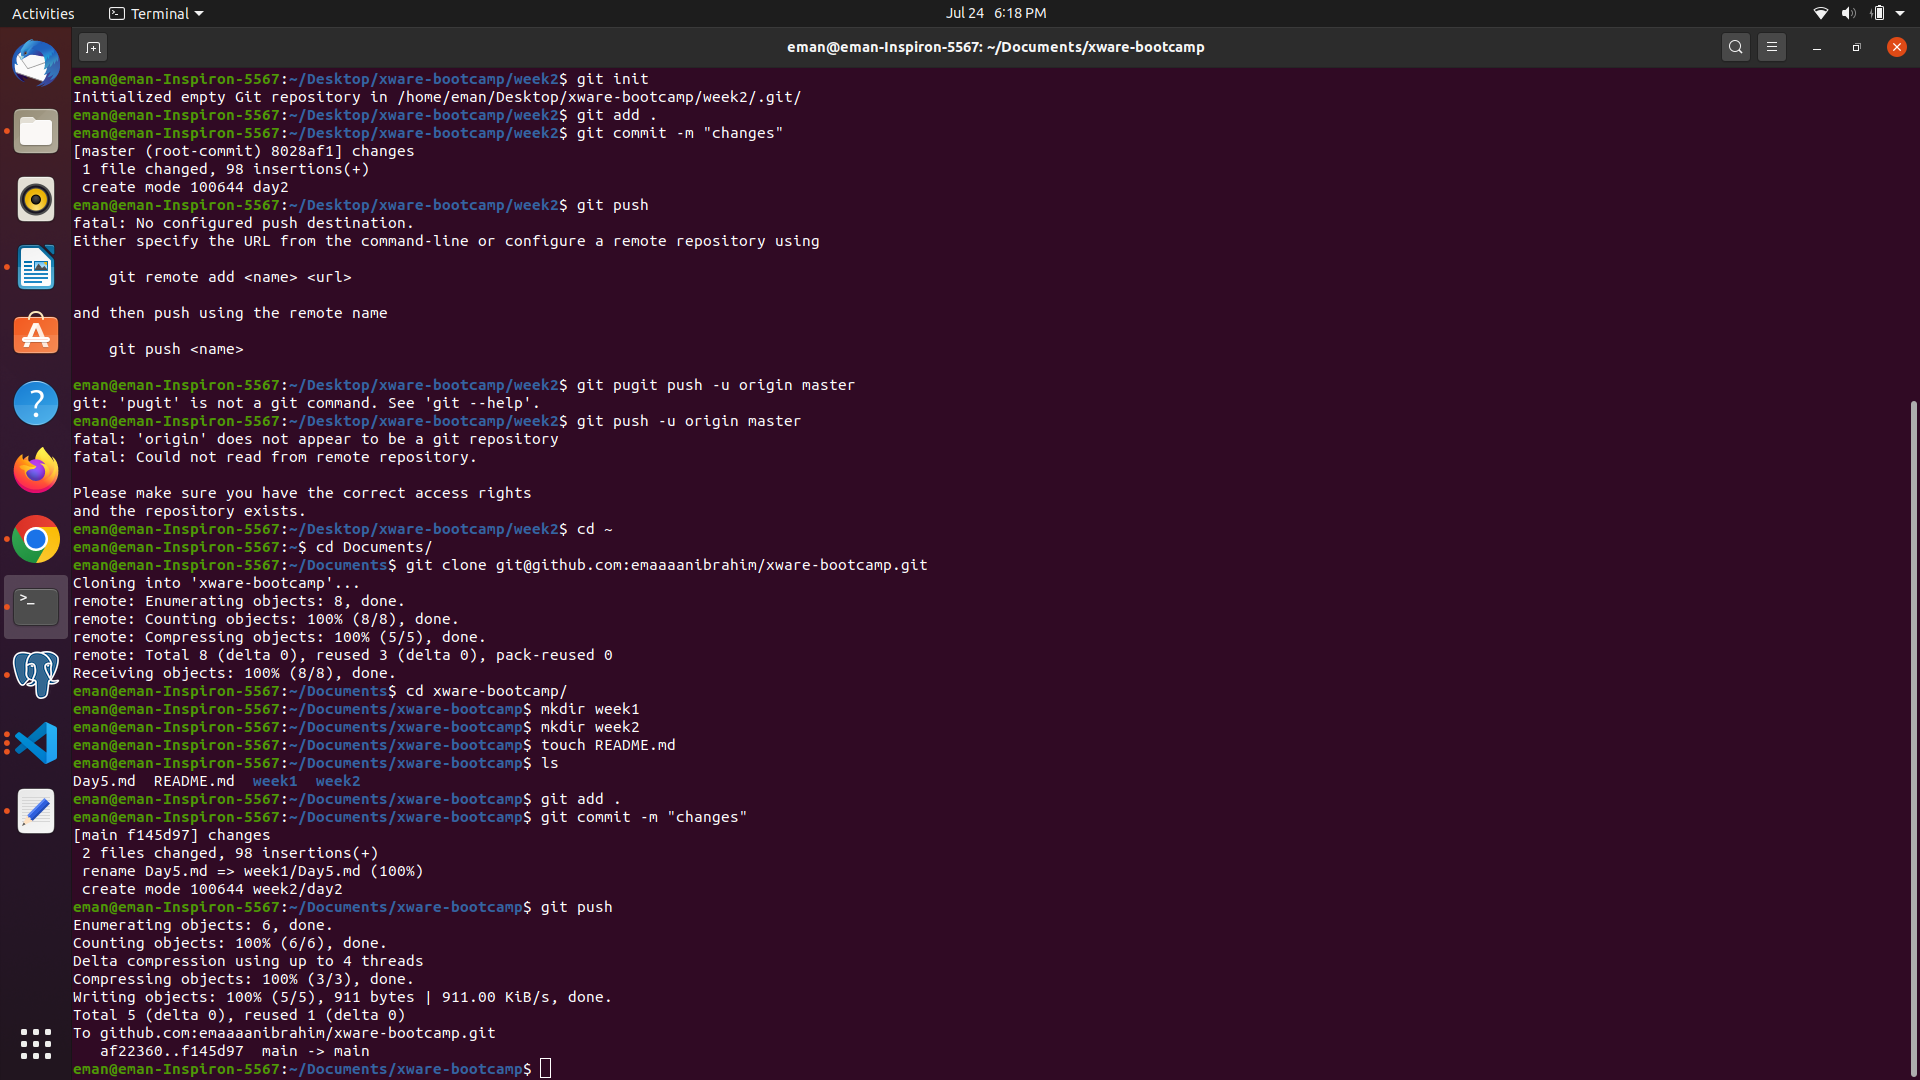 Activities
Terminal
Jul 24 6:18 PM
eman@eman-Inspiron-5567: ~/Documents/xware-bootcamp
eman@eman-Inspiron-5567:~/Desktop/xware-bootcamp/week2$ git init
Initialized empty Git repository in /home/eman/Desktop/xware-bootcamp/week2/.git/
eman@eman-Inspiron-5567:~/Desktop/xware-bootcamp/week2$ git add .
eman@eman-Inspiron-5567:~/Desktop/xware-bootcamp/week2$ git commit -m "changes"
[master (root-commit) 8028af1] changes
 1 file changed, 98 insertions(+)
 create mode 100644 day2
eman@eman-Inspiron-5567:~/Desktop/xware-bootcamp/week2$ git push
fatal: No configured push destination.
Either specify the URL from the command-line or configure a remote repository using
    git remote add <name> <url>
and then push using the remote name
    git push <name>
eman@eman-Inspiron-5567:~/Desktop/xware-bootcamp/week2$ git pugit push -u origin master
git: 'pugit' is not a git command. See 'git --help'.
eman@eman-Inspiron-5567:~/Desktop/xware-bootcamp/week2$ git push -u origin master
fatal: 'origin' does not appear to be a git repository
fatal: Could not read from remote repository.
Please make sure you have the correct access rights
and the repository exists.
eman@eman-Inspiron-5567:~/Desktop/xware-bootcamp/week2$ cd ~
eman@eman-Inspiron-5567:~$ cd Documents/
eman@eman-Inspiron-5567:~/Documents$ git clone git@github.com:emaaaanibrahim/xware-bootcamp.git
Cloning into 'xware-bootcamp'...
remote: Enumerating objects: 8, done.
remote: Counting objects: 100% (8/8), done.
remote: Compressing objects: 100% (5/5), done.
remote: Total 8 (delta 0), reused 3 (delta 0), pack-reused 0
Receiving objects: 100% (8/8), done.
eman@eman-Inspiron-5567:~/Documents$ cd xware-bootcamp/
eman@eman-Inspiron-5567:~/Documents/xware-bootcamp$ mkdir week1
eman@eman-Inspiron-5567:~/Documents/xware-bootcamp$ mkdir week2
eman@eman-Inspiron-5567:~/Documents/xware-bootcamp$ touch README.md
eman@eman-Inspiron-5567:~/Documents/xware-bootcamp$ ls
Day5.md  README.md  week1  week2
eman@eman-Inspiron-5567:~/Documents/xware-bootcamp$ git add .
eman@eman-Inspiron-5567:~/Documents/xware-bootcamp$ git commit -m "changes"
[main f145d97] changes
 2 files changed, 98 insertions(+)
 rename Day5.md => week1/Day5.md (100%)
 create mode 100644 week2/day2
eman@eman-Inspiron-5567:~/Documents/xware-bootcamp$ git push
Enumerating objects: 6, done.
Counting objects: 100% (6/6), done.
Delta compression using up to 4 threads
Compressing objects: 100% (3/3), done.
Writing objects: 100% (5/5), 911 bytes | 911.00 KiB/s, done.
Total 5 (delta 0), reused 1 (delta 0)
To github.com:emaaaanibrahim/xware-bootcamp.git
   af22360..f145d97  main -> main
eman@eman-Inspiron-5567:~/Documents/xware-bootcamp$